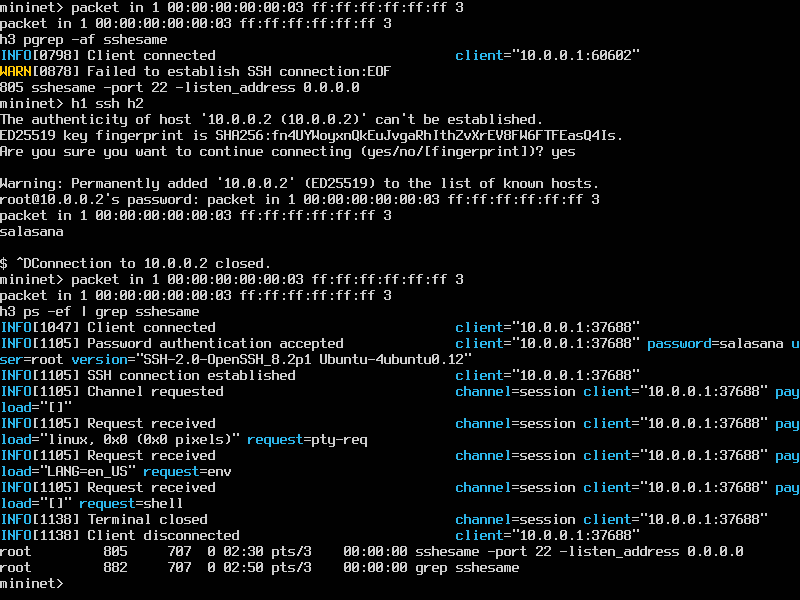 mininet> packet in 1 00:00:00:00:00:03 ff:ff:ff:ff:ff:ff 3
packet in 1 00:00:00:00:00:03 ff:ff:ff:ff:ff:ff 3
h3 pgrep -af sshesame
INFO[0798] Client connected                              client="10.0.0.1:60602"
WARN[0878] Failed to establish SSH connection:EOF
805 sshesame -port 22 -listen_address 0.0.0.0
mininet> h1 ssh h2
The authenticity of host '10.0.0.2 (10.0.0.2)' can't be established.
ED25519 key fingerprint is SHA256:fn4UYWoyxnQkEuJvgaRhIthZvXrEV8FW6FTFEasQ4Is.
Are you sure you want to continue connecting (yes/no/[fingerprint])? yes
Warning: Permanently added '10.0.0.2' (ED25519) to the list of known hosts.
root@10.0.0.2's password: packet in 1 00:00:00:00:00:03 ff:ff:ff:ff:ff:ff 3
packet in 1 00:00:00:00:00:03 ff:ff:ff:ff:ff:ff 3
salasana
$ ^DConnection to 10.0.0.2 closed.
mininet> packet in 1 00:00:00:00:00:03 ff:ff:ff:ff:ff:ff 3
packet in 1 00:00:00:00:00:03 ff:ff:ff:ff:ff:ff 3
h3 ps -ef | grep sshesame
INFO[1047] Client connected                              client="10.0.0.1:37688"
INFO[1105] Password authentication accepted              client="10.0.0.1:37688" password=salasana u
ser=root version="SSH-2.0-OpenSSH_8.2p1 Ubuntu-4ubuntu0.12"
INFO[1105] SSH connection established                    client="10.0.0.1:37688"
INFO[1105] Channel requested                             channel=session client="10.0.0.1:37688" pay
load="[]"
INFO[1105] Request received                              channel=session client="10.0.0.1:37688" pay
load="linux, 0x0 (0x0 pixels)" request=pty-req
INFO[1105] Request received                              channel=session client="10.0.0.1:37688" pay
load="LANG=en_US" request=env
INFO[1105] Request received                              channel=session client="10.0.0.1:37688" pay
load="[]" request=shell
INFO[1138] Terminal closed                               channel=session client="10.0.0.1:37688"
INFO[1138] Client disconnected                           client="10.0.0.1:37688"
root         805     707  0 02:30 pts/3    00:00:00 sshesame -port 22 -listen_address 0.0.0.0
root         882     707  0 02:50 pts/3    00:00:00 grep sshesame
mininet>